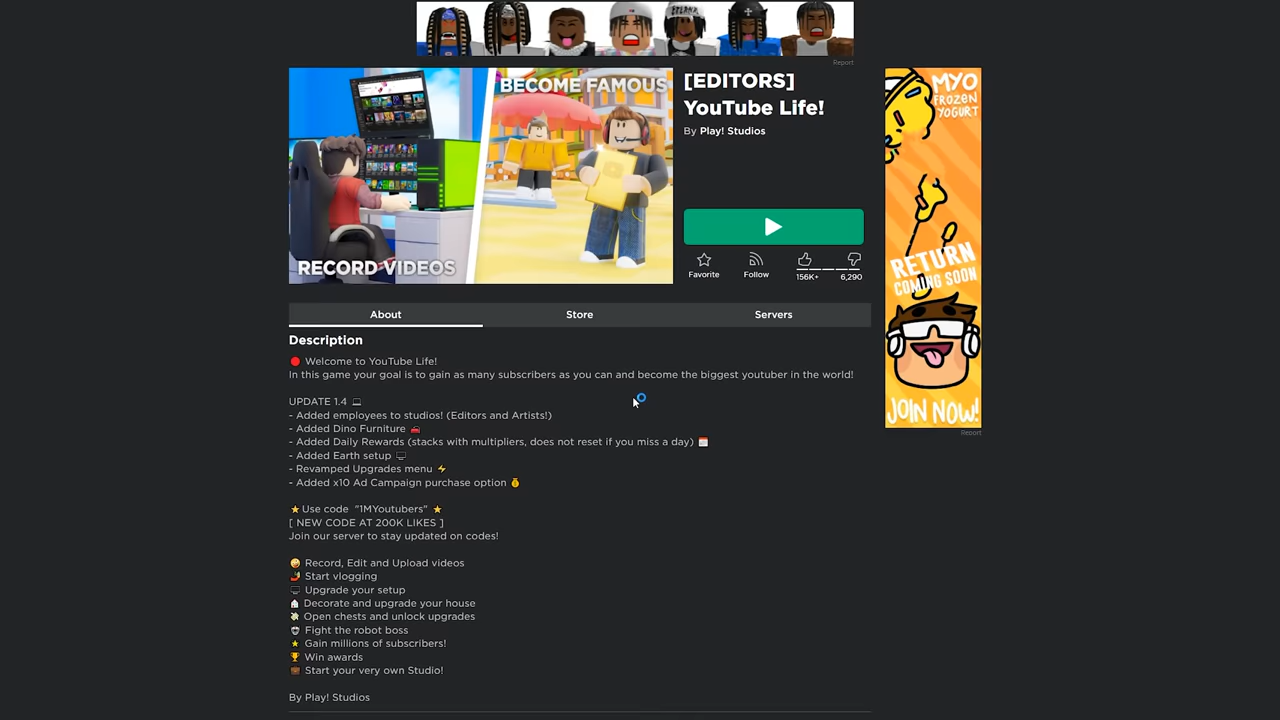 Report
BECOME FAMOUS
RECORD VIDEOS
[EDITORS]
YouTube Life!
By Play! Studios
Favorite
Follow
156K+
6,290
MYO
FROZEN
YOGURT
RETURN
COMING SOON
JOIN NOW!
Report
About
Store
Servers
Description
🔴 Welcome to YouTube Life!
In this game your goal is to gain as many subscribers as you can and become the biggest youtuber in the world!
UPDATE 1.4 💻
- Added employees to studios! (Editors and Artists!)
- Added Dino Furniture 🚗
- Added Daily Rewards (stacks with multipliers, does not reset if you miss a day) 📅
- Added Earth setup 🖥️
- Revamped Upgrades menu ⚡
- Added x10 Ad Campaign purchase option 💰
⭐Use code "1MYoutubers" ⭐
[ NEW CODE AT 200K LIKES ]
Join our server to stay updated on codes!
🤪 Record, Edit and Upload videos
🤳 Start vlogging
🖥️ Upgrade your setup
🏠 Decorate and upgrade your house
💸 Open chests and unlock upgrades
Fight the robot boss
⭐ Gain millions of subscribers!
🏆 Win awards
💼 Start your very own Studio!
By Play! Studios